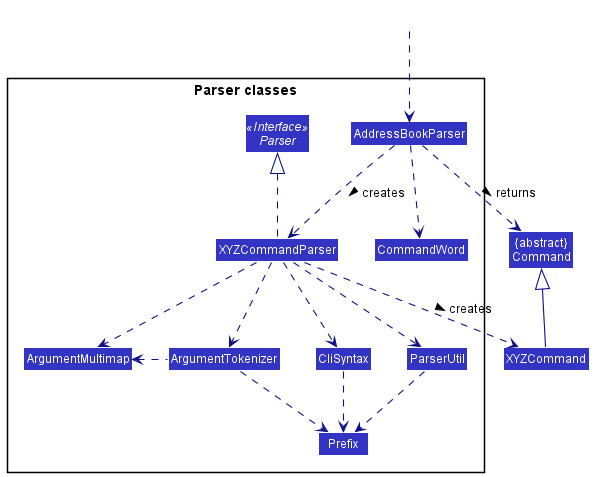 Parser classes
«Interface»
Parser
AddressBookParser
creates
returns
XYZCommandParser
CommandWord
{abstract}
Command
creates
ArgumentMultimap
ArgumentTokenizer
CliSyntax
ParserUtil
XYZCommand
Prefix